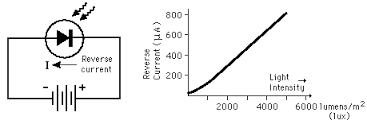 Reverse
I
current
- +
Reverse
Current (µA)
800
600
400
200
Light
Intensity
2000 4000 6000 lumens/m2
(lux)